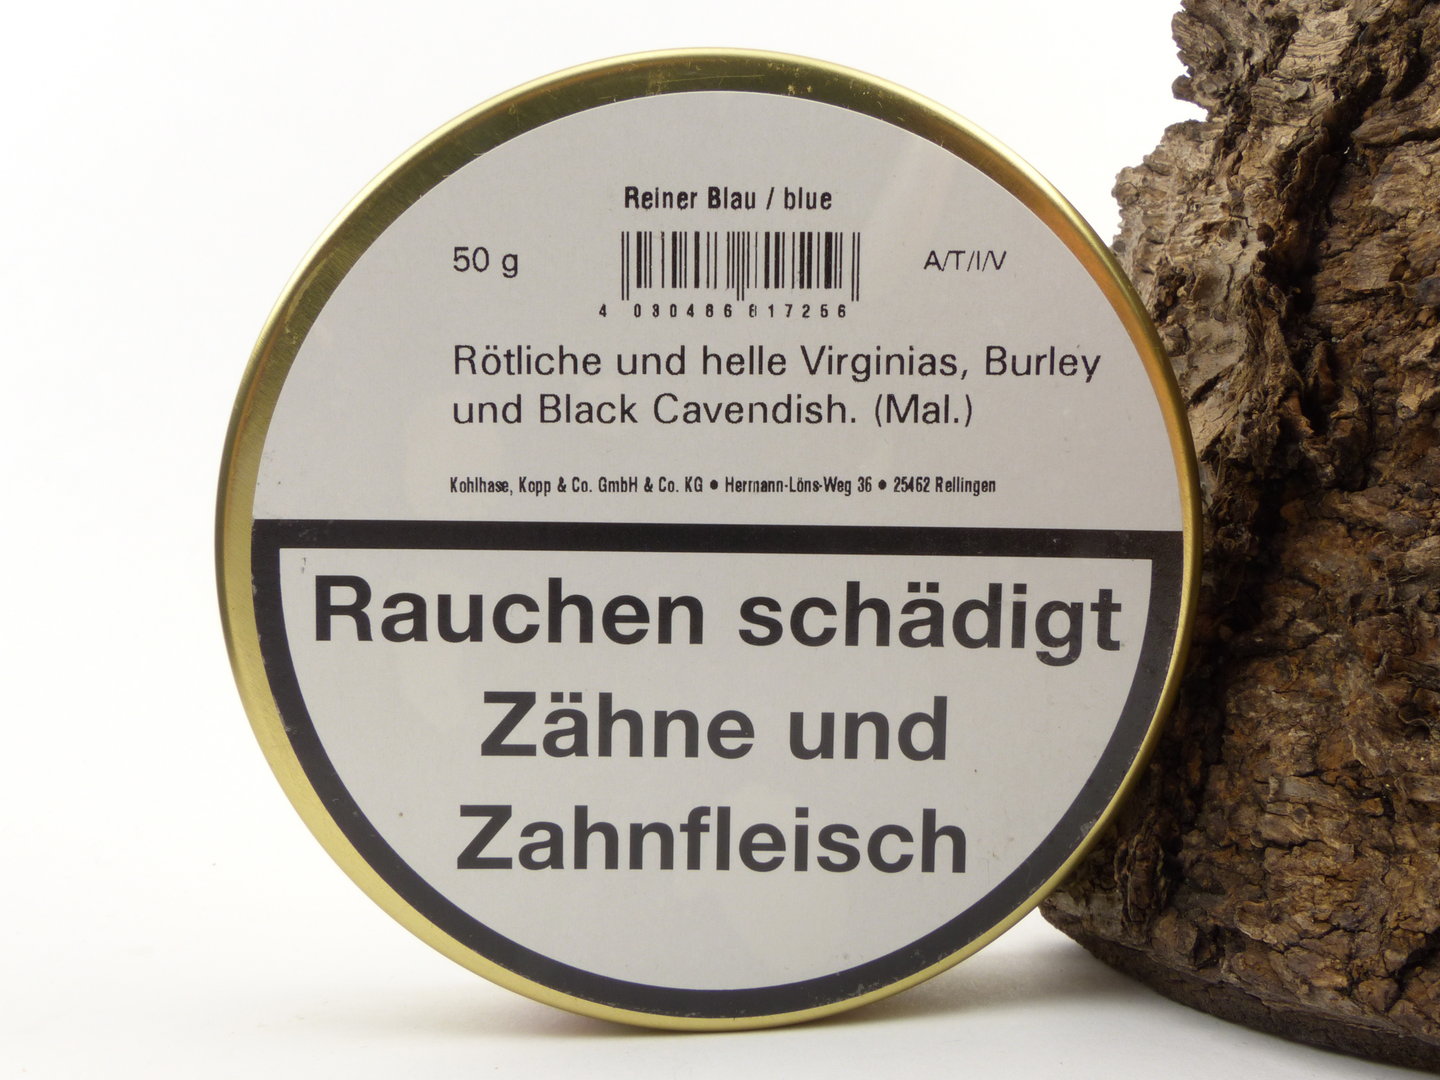 Reiner Blau / blue
50 g
A/T/I/V
4 030486 817256
Rötliche und helle Virginias, Burley
und Black Cavendish. (Mal.)
Kohlhase, Kopp & Co. GmbH & Co. KG ● Hermann-Löns-Weg 36 ● 25462 Rellingen
Rauchen schädigt
Zähne und
Zahnfleisch